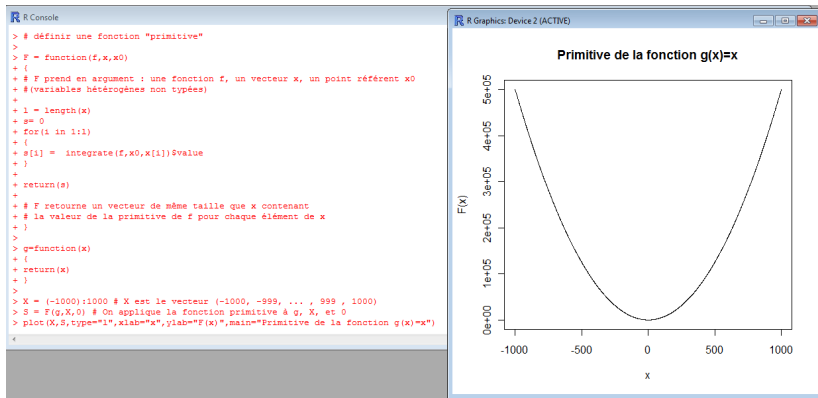 R Console
> # définir une fonction "primitive"
>
> F = function(f,x,x0)
+ {
+ # F prend en argument : une fonction f, un vecteur x, un point référent x0
+ #(variables hétérogènes non typées)
+
+ l = length(x)
+ s= 0
+ for(i in 1:l)
+ {
+ s[i] =  integrate(f,x0,x[i])$value
+ }
+
+ return(s)
+
+ # F retourne un vecteur de même taille que x contenant
+ # la valeur de la primitive de f pour chaque élément de x
+ }
>
> g=function(x)
+ {
+ return(x)
+ }
>
> X = (-1000):1000 # X est le vecteur (-1000, -999, ... , 999 , 1000)
> S = F(g,X,0) # On applique la fonction primitive à g, X, et 0
> plot(X,S,type="l",xlab="x",ylab="F(x)",main="Primitive de la fonction g(x)=x")
R Graphics: Device 2 (ACTIVE)
Primitive de la fonction g(x)=x
F(x)
5e+05
4e+05
3e+05
2e+05
1e+05
0e+00
-1000 -500 0 500 1000
x